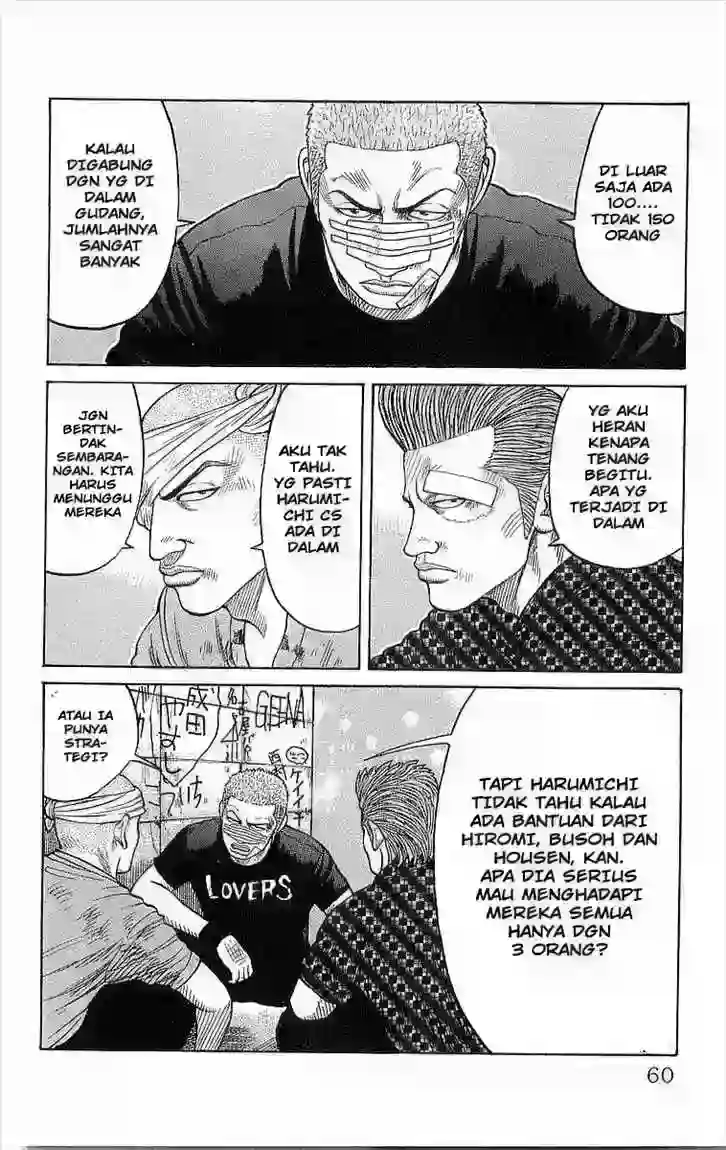 DI LUAR
SAJA ADA
100....
TIDAK 150
ORANG
KALAU
DIGABUNG
DGN YG DI
DALAM
GUDANG,
JUMLAHNYA
SANGAT
BANYAK
YG AKU
HERAN
KENAPA
TENANG
BEGITU.
APA YG
TERJADI DI
DALAM
AKU TAK
TAHU.
YG PASTI
HARUMI-
CHI CS
ADA DI
DALAM
JGN
BERTIN-
DAK
SEMBARA-
NGAN. KITA
HARUS
MENUNGGU
MEREKA
TAPI HARUMICHI
TIDAK TAHU KALAU
ADA BANTUAN DARI
HIROMI, BUSOH DAN
HOUSEN, KAN.
APA DIA SERIUS
MAU MENGHADAPI
MEREKA SEMUA
HANYA DGN
3 ORANG?
ATAU IA
PUNYA
STRA-
TEGI?
成田
やすし
LOVERS
60